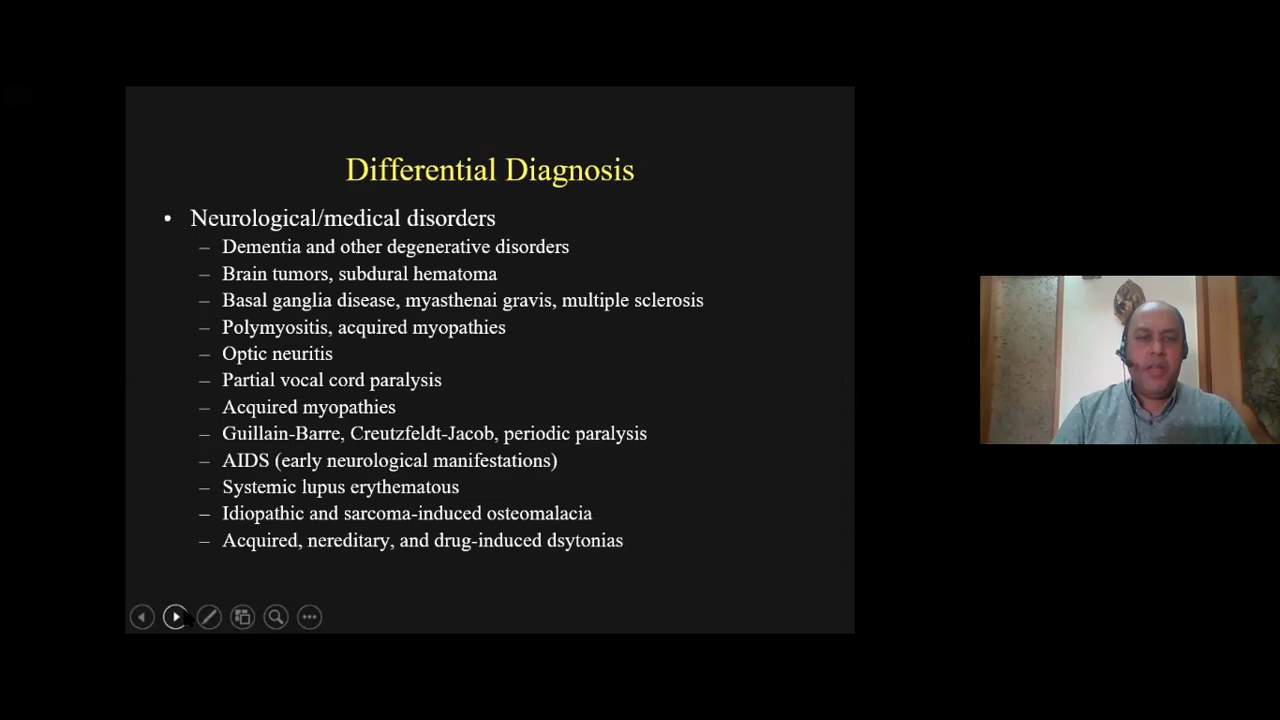 Differential Diagnosis
• Neurological/medical disorders
– Dementia and other degenerative disorders
– Brain tumors, subdural hematoma
– Basal ganglia disease, myasthenai gravis, multiple sclerosis
– Polymyositis, acquired myopathies
– Optic neuritis
– Partial vocal cord paralysis
– Acquired myopathies
– Guillain-Barre, Creutzfeldt-Jacob, periodic paralysis
– AIDS (early neurological manifestations)
– Systemic lupus erythematous
– Idiopathic and sarcoma-induced osteomalacia
– Acquired, nereditary, and drug-induced dsytonias